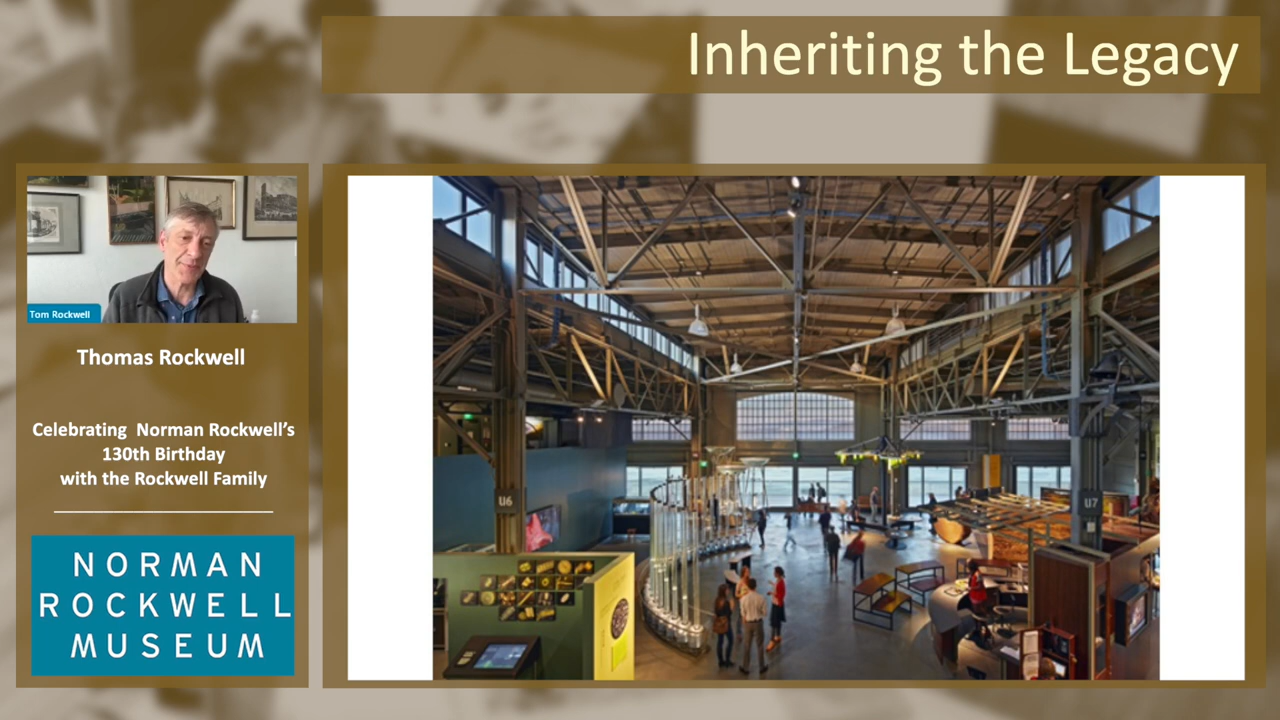 Inheriting the Legacy
Tom Rockwell
Thomas Rockwell
Celebrating Norman Rockwell’s
130th Birthday
with the Rockwell Family
NORMAN
ROCKWELL
MUSEUM
U6
U7